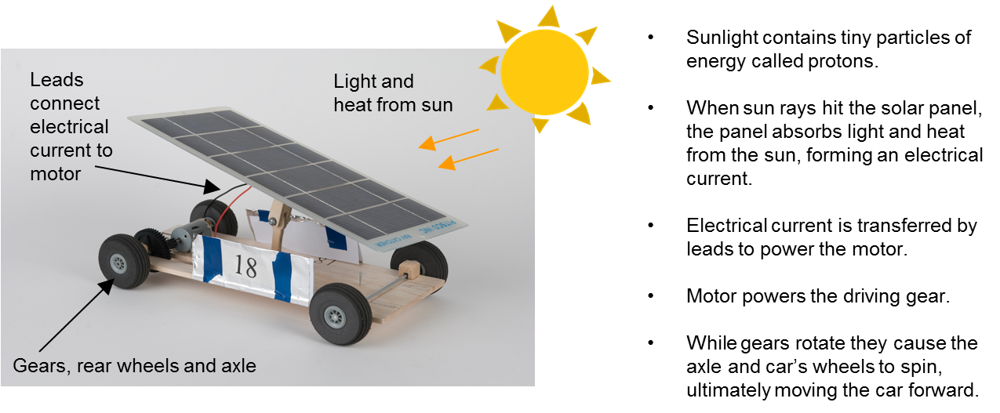 Leads
connect
electrical
current to
motor
Light and
heat from sun
18
PITSCO INC.
RAY CATCHER
Gears, rear wheels and axle
• Sunlight contains tiny particles of
energy called protons.
• When sun rays hit the solar panel,
the panel absorbs light and heat
from the sun, forming an electrical
current.
• Electrical current is transferred by
leads to power the motor.
• Motor powers the driving gear.
• While gears rotate they cause the
axle and car’s wheels to spin,
ultimately moving the car forward.